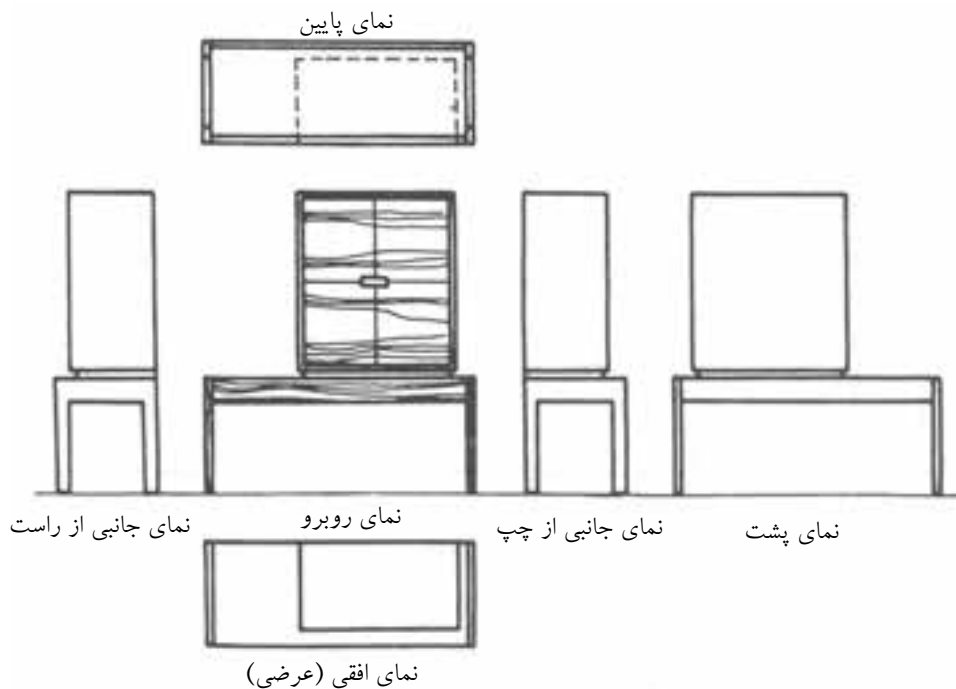 نمای پایین
نمای جانبی از راست
نمای روبرو
نمای جانبی از چپ
نمای پشت
نمای افقی (عرضی)